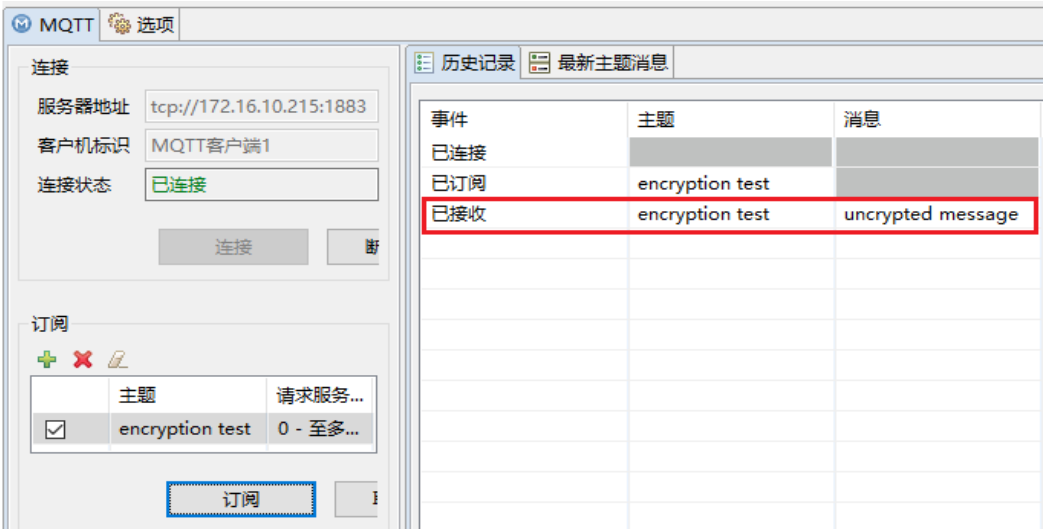 MQTT 选项
连接
服务器地址 tcp://172.16.10.215:1883
客户机标识 MQTT客户端1
连接状态 已连接
连接 断
订阅
主题 请求服务...
encryption test 0 - 至多...
订阅
历史记录 最新主题消息
事件 主题 消息
已连接
已订阅 encryption test
已接收 encryption test uncrypted message